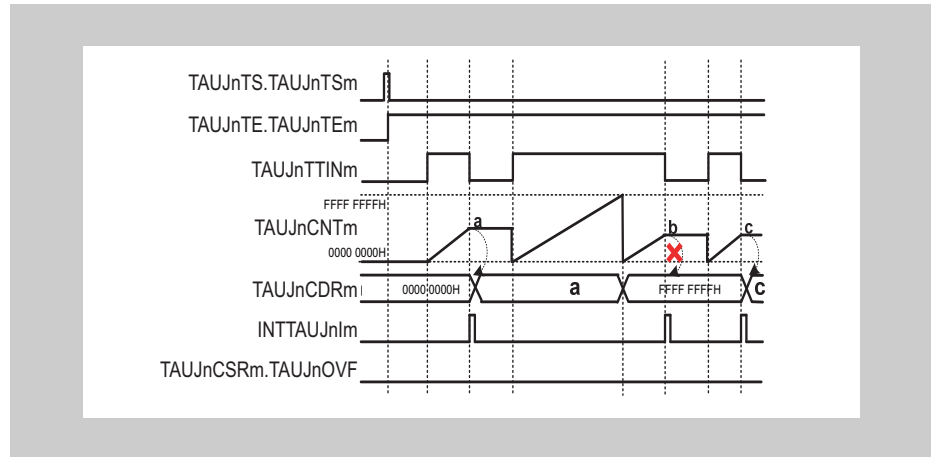 TAUJnTS.TAUJnTSm
TAUJnTE.TAUJnTEm
TAUJnTTINm
FFFF FFFFH
TAUJnCNTm
a b c
0000 0000H
TAUJnCDRm 0000 0000H a FFFF FFFFH c
INTTAUJnIm
TAUJnCSRm.TAUJnOVF